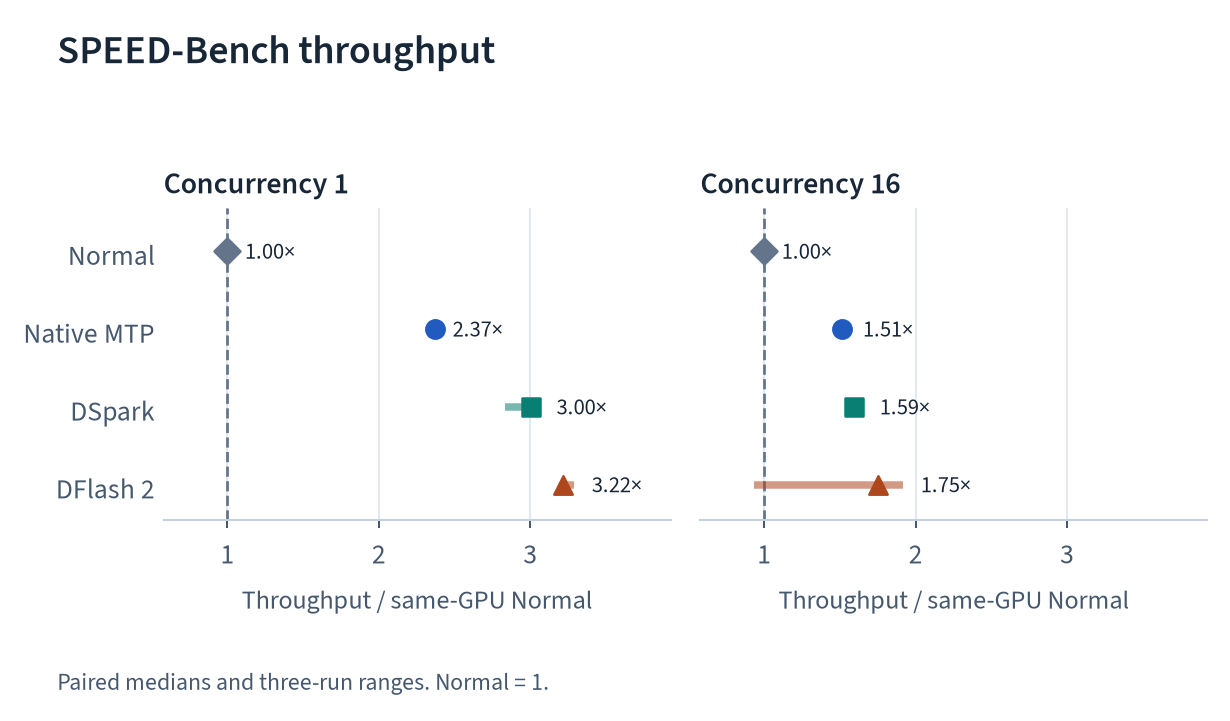 SPEED-Bench throughput
Concurrency 1
Concurrency 16
Normal
1.00×
1.00×
Native MTP
2.37×
1.51×
DSpark
3.00×
1.59×
DFlash 2
3.22×
1.75×
1
2
3
1
2
3
Throughput / same-GPU Normal
Throughput / same-GPU Normal
Paired medians and three-run ranges. Normal = 1.